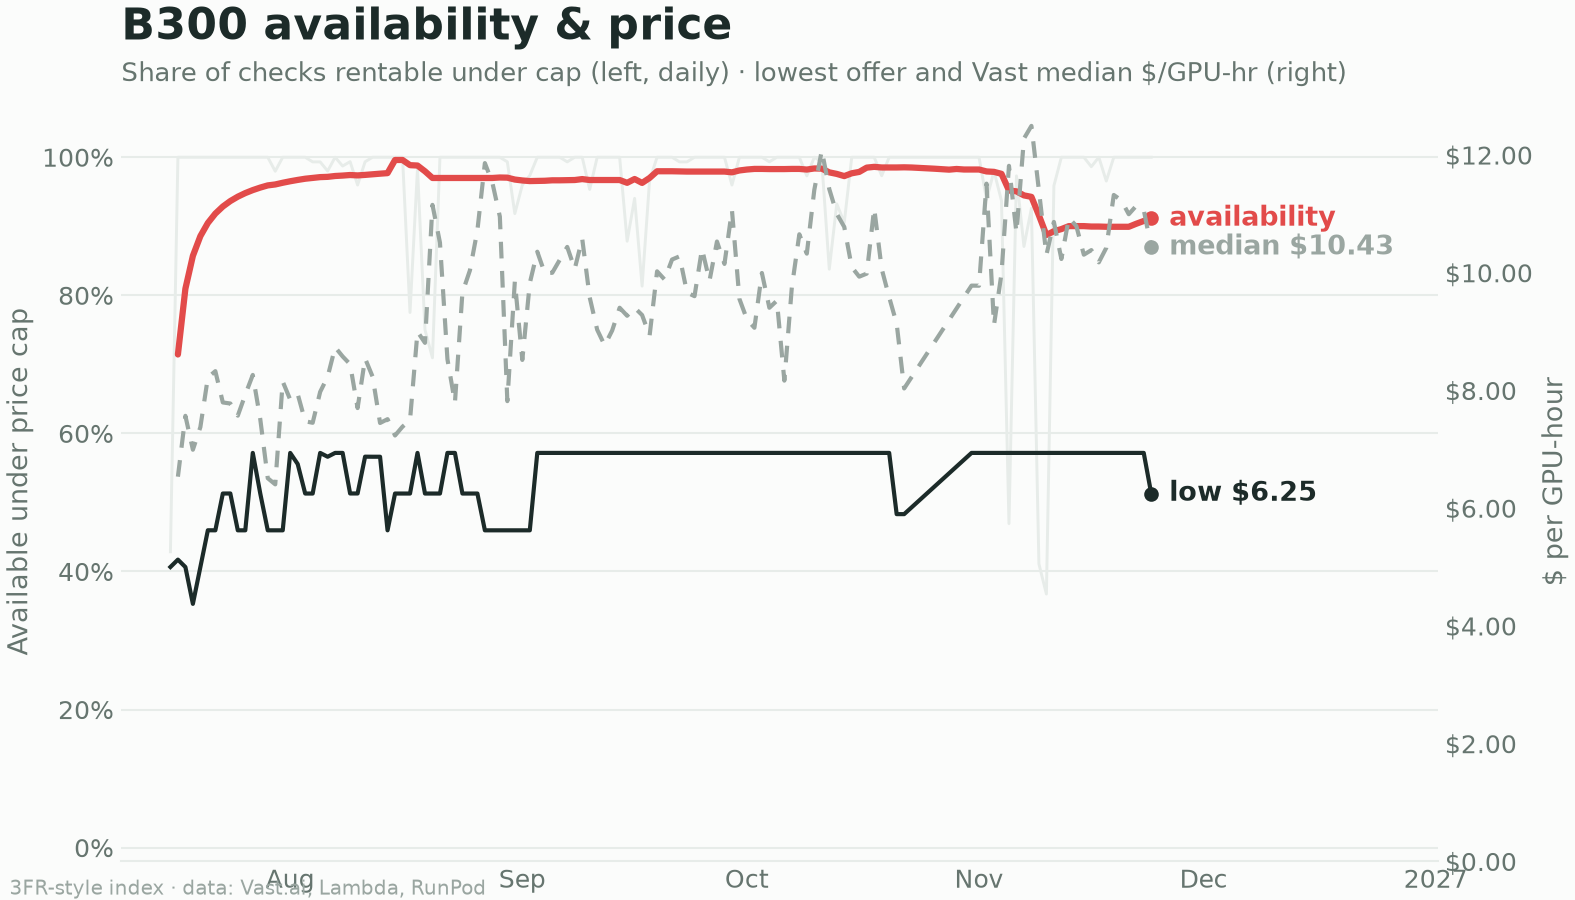 B300 availability & price
Share of checks rentable under cap (left, daily) · lowest offer and Vast median $/GPU-hr (right)
Available under price cap
100%
80%
60%
40%
20%
0%
$12.00
$10.00
$8.00
$6.00
$4.00
$2.00
$0.00
$ per GPU-hour
availability
median $10.43
low $6.25
Aug
Sep
Oct
Nov
Dec
2027
3FR-style index · data: Vast.ai, Lambda, RunPod